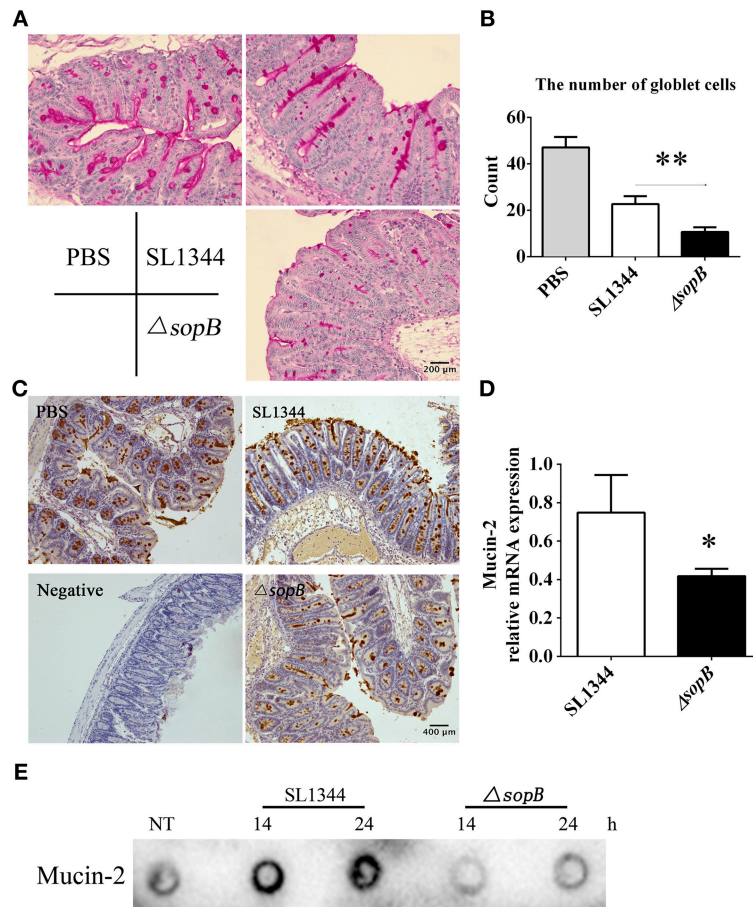 A
PBS
SL1344
△sopB
200 μm
B
The number of globlet cells
Count
60
40
20
0
**
PBS
SL1344
ΔsopB
C
PBS
SL1344
Negative
△sopB
400 μm
D
Mucin-2
relative mRNA expression
1.0
0.8
0.6
0.4
0.2
0.0
*
SL1344
ΔsopB
E
SL1344
△sopB
NT
14
24
14
24
h
Mucin-2